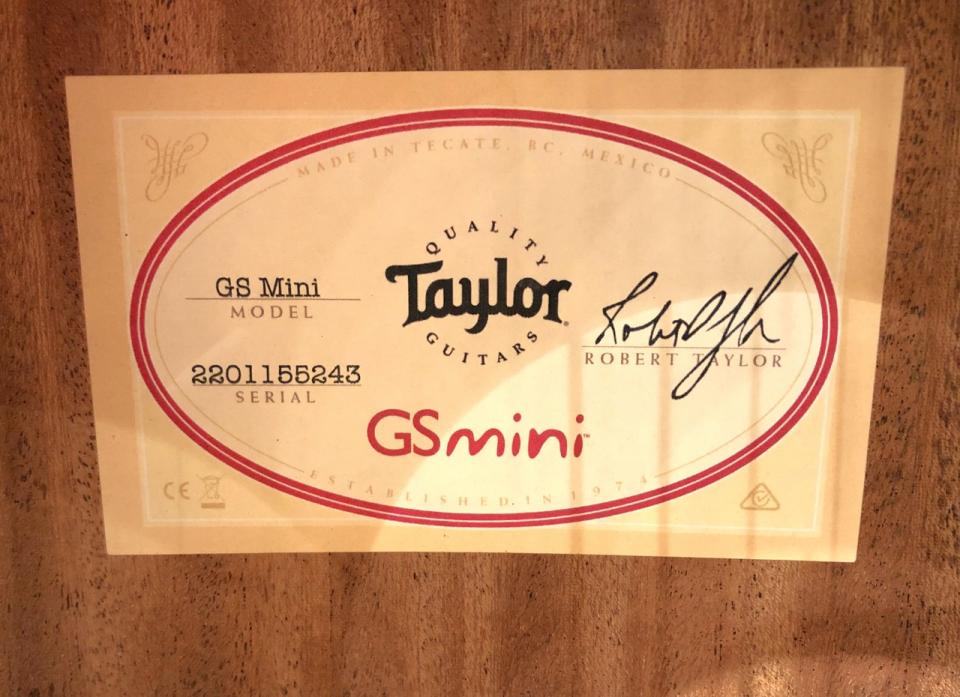 MADE IN TECATE, BC, MEXICO
QUALITY
Taylor
GUITARS
GS Mini
MODEL
2201155243
SERIAL
ROBERT TAYLOR
GSmini™
ESTABLISHED IN 1974
CE